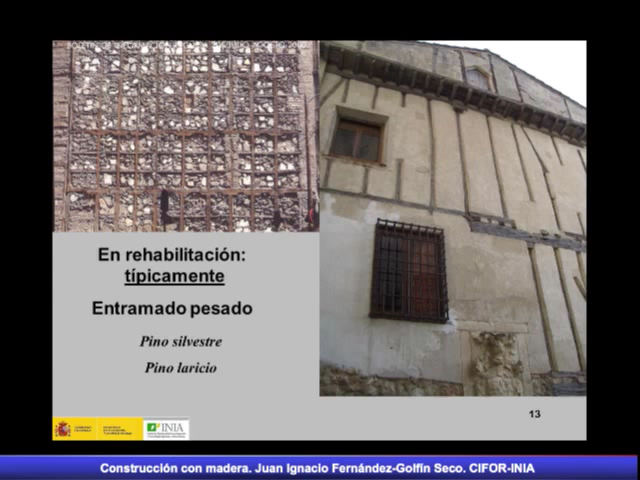 En rehabilitación:
típicamente
Entramado pesado
Pino silvestre
Pino laricio
INIA
13
Construcción con madera. Juan Ignacio Fernández-Golfín Seco. CIFOR-INIA